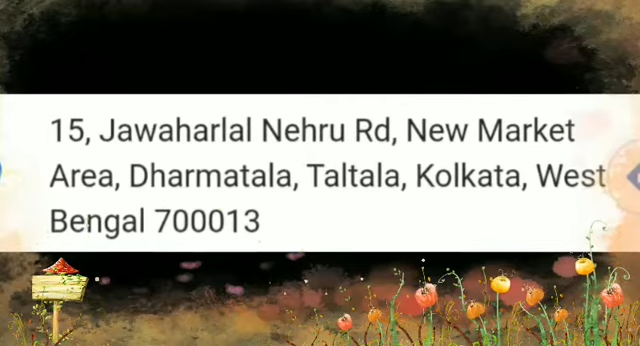 15, Jawaharlal Nehru Rd, New Market
Area, Dharmatala, Taltala, Kolkata, West
Bengal 700013